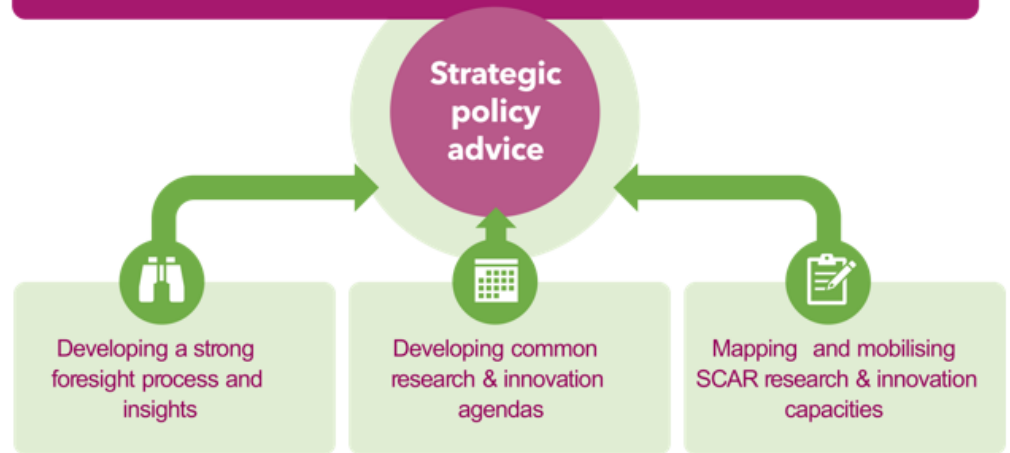 Strategic
policy
advice
Developing a strong
foresight process and
insights
Developing common
research & innovation
agendas
Mapping and mobilising
SCAR research & innovation
capacities